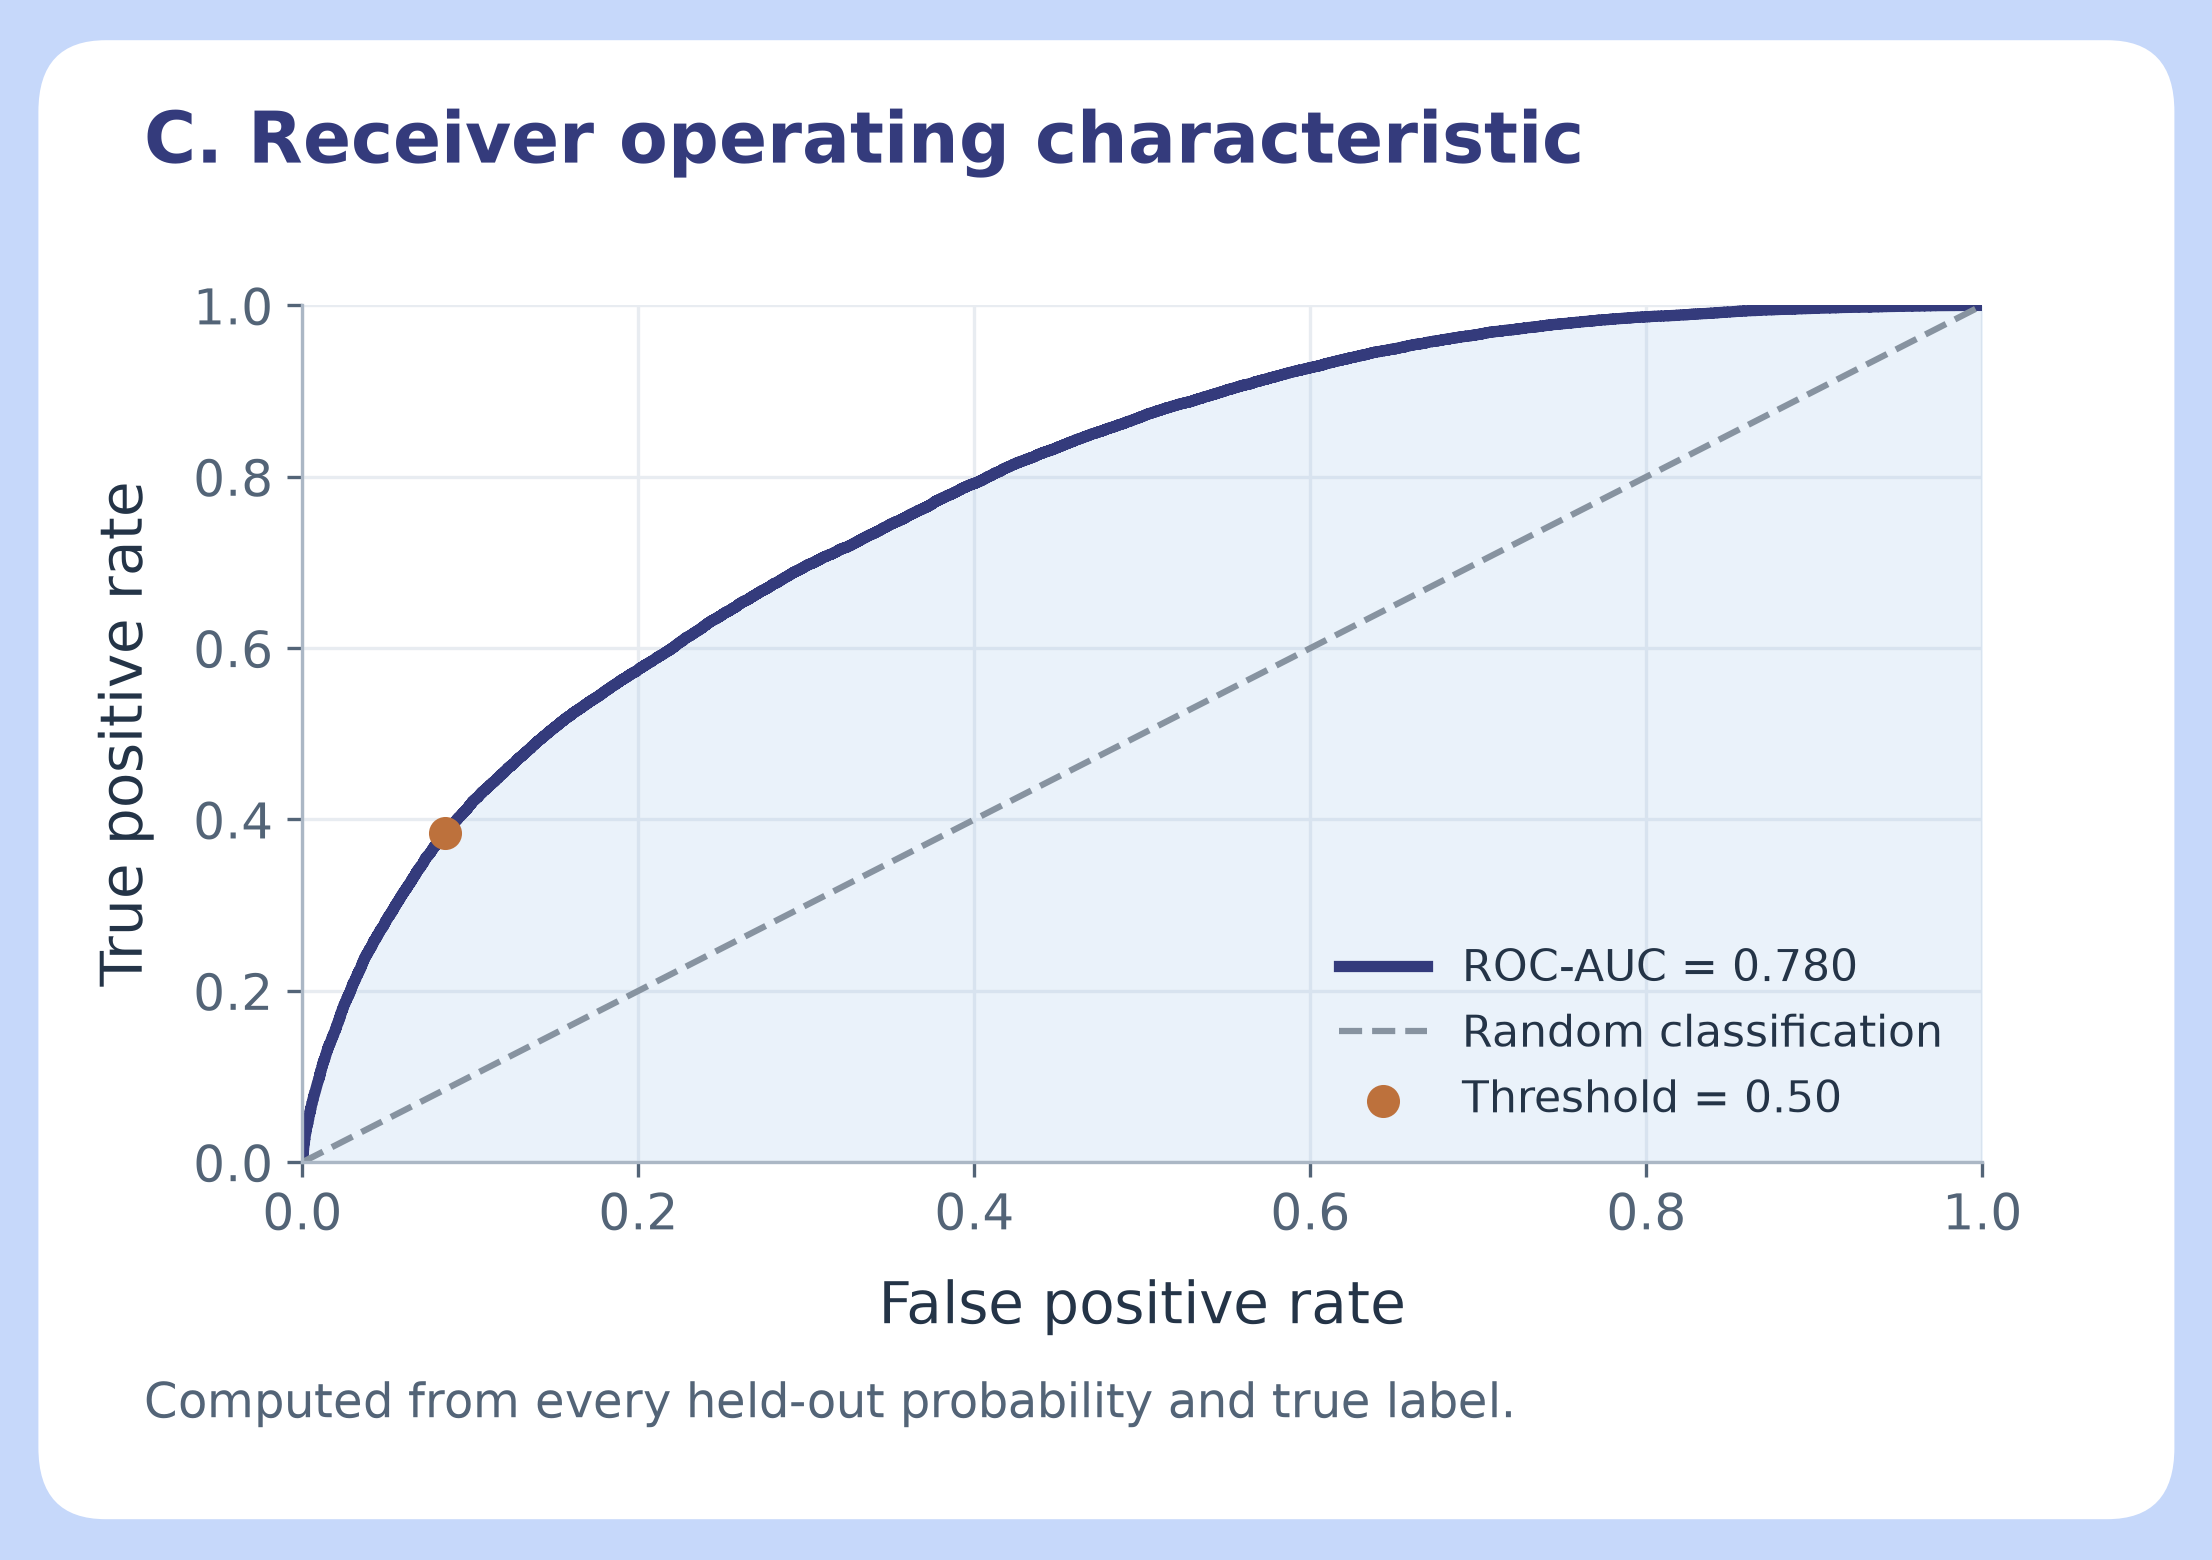 C. Receiver operating characteristic
True positive rate
1.0
0.8
0.6
0.4
0.2
0.0
ROC-AUC = 0.780
Random classification
Threshold = 0.50
0.0 0.2 0.4 0.6 0.8 1.0
False positive rate
Computed from every held-out probability and true label.